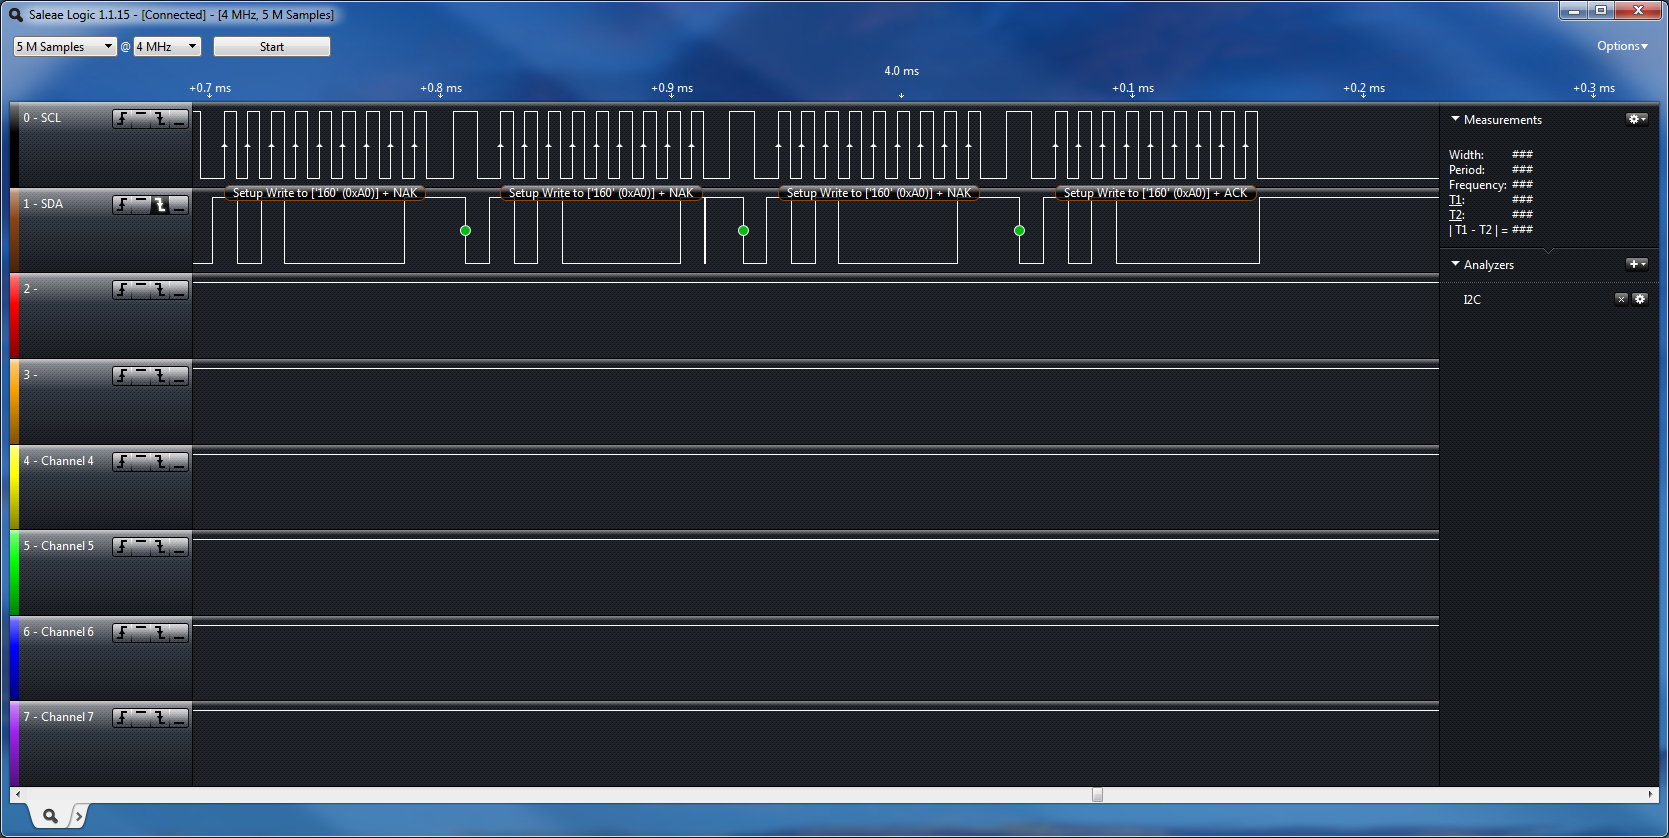 Saleae Logic 1.1.15 - [Connected] - [4 MHz, 5 M Samples]
5 M Samples @ 4 MHz Start
Options
4.0 ms
+0.7 ms +0.8 ms +0.9 ms +0.1 ms +0.2 ms +0.3 ms
0 - SCL
Setup Write to ['160' (0xA0)] + NAK Setup Write to ['160' (0xA0)] + NAK Setup Write to ['160' (0xA0)] + NAK Setup Write to ['160' (0xA0)] + ACK
1 - SDA
2 -
3 -
4 - Channel 4
5 - Channel 5
6 - Channel 6
7 - Channel 7
Measurements
Width: ###
Period: ###
Frequency: ###
T1: ###
T2: ###
| T1 - T2 | = ###
Analyzers
I2C